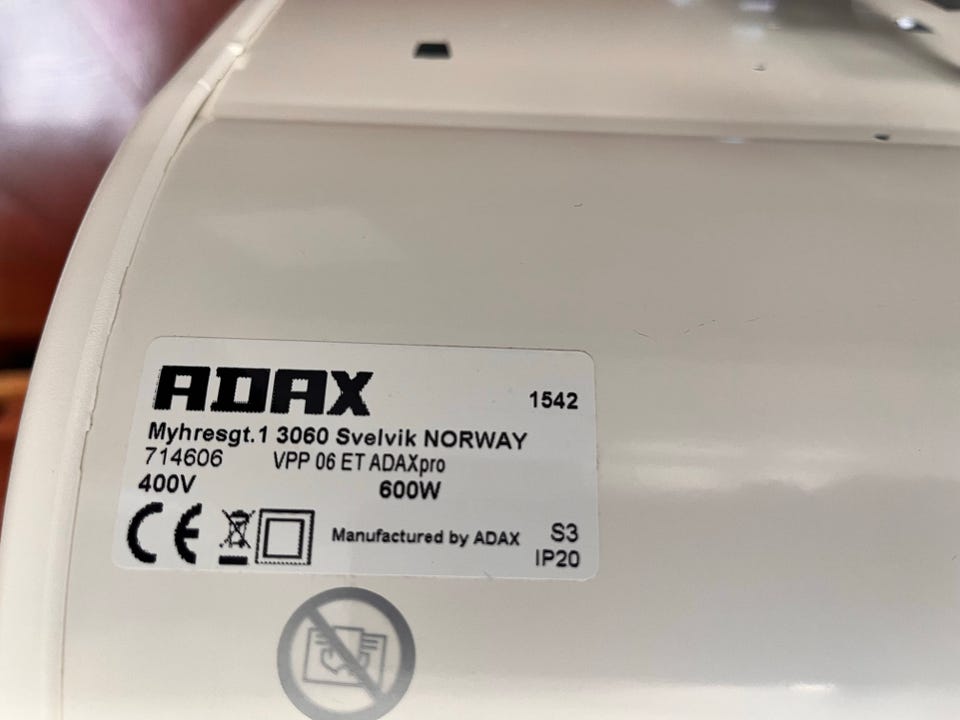 ADAX
1542
Myhresgt.1 3060 Svelvik NORWAY
714606 VPP 06 ET ADAXpro
400V 600W
CE Manufactured by ADAX S3
IP20